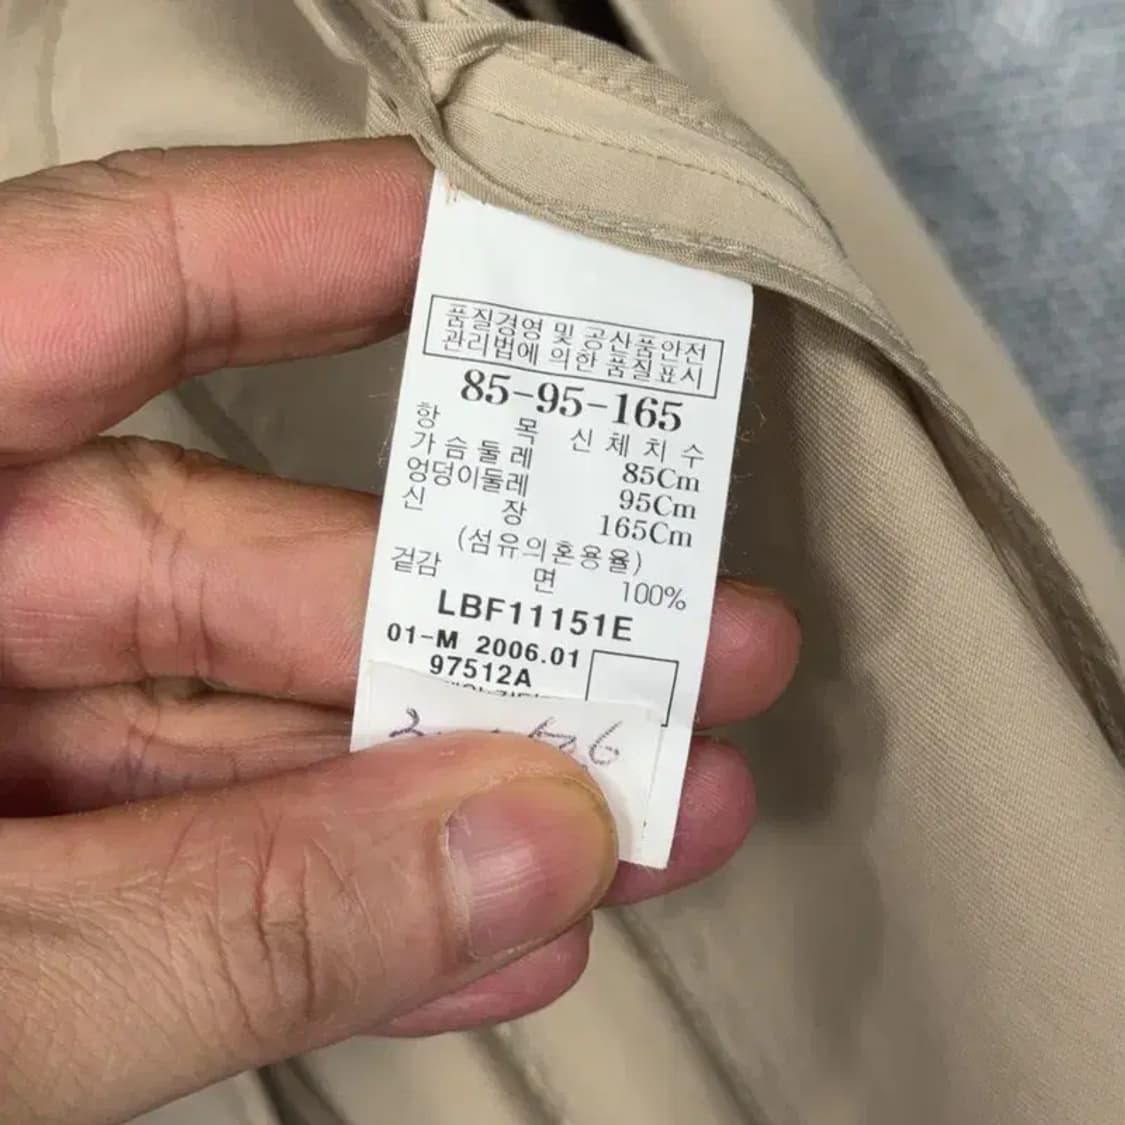 품질경영 및 공산품안전
관리법에 의한 품질표시
85-95-165
항 목 신체치수
가슴둘레 85Cm
엉덩이둘레 95Cm
신 장 165Cm
(섬유의혼용율)
겉감 면 100%
LBF11151E
01-M 2006.01
97512A